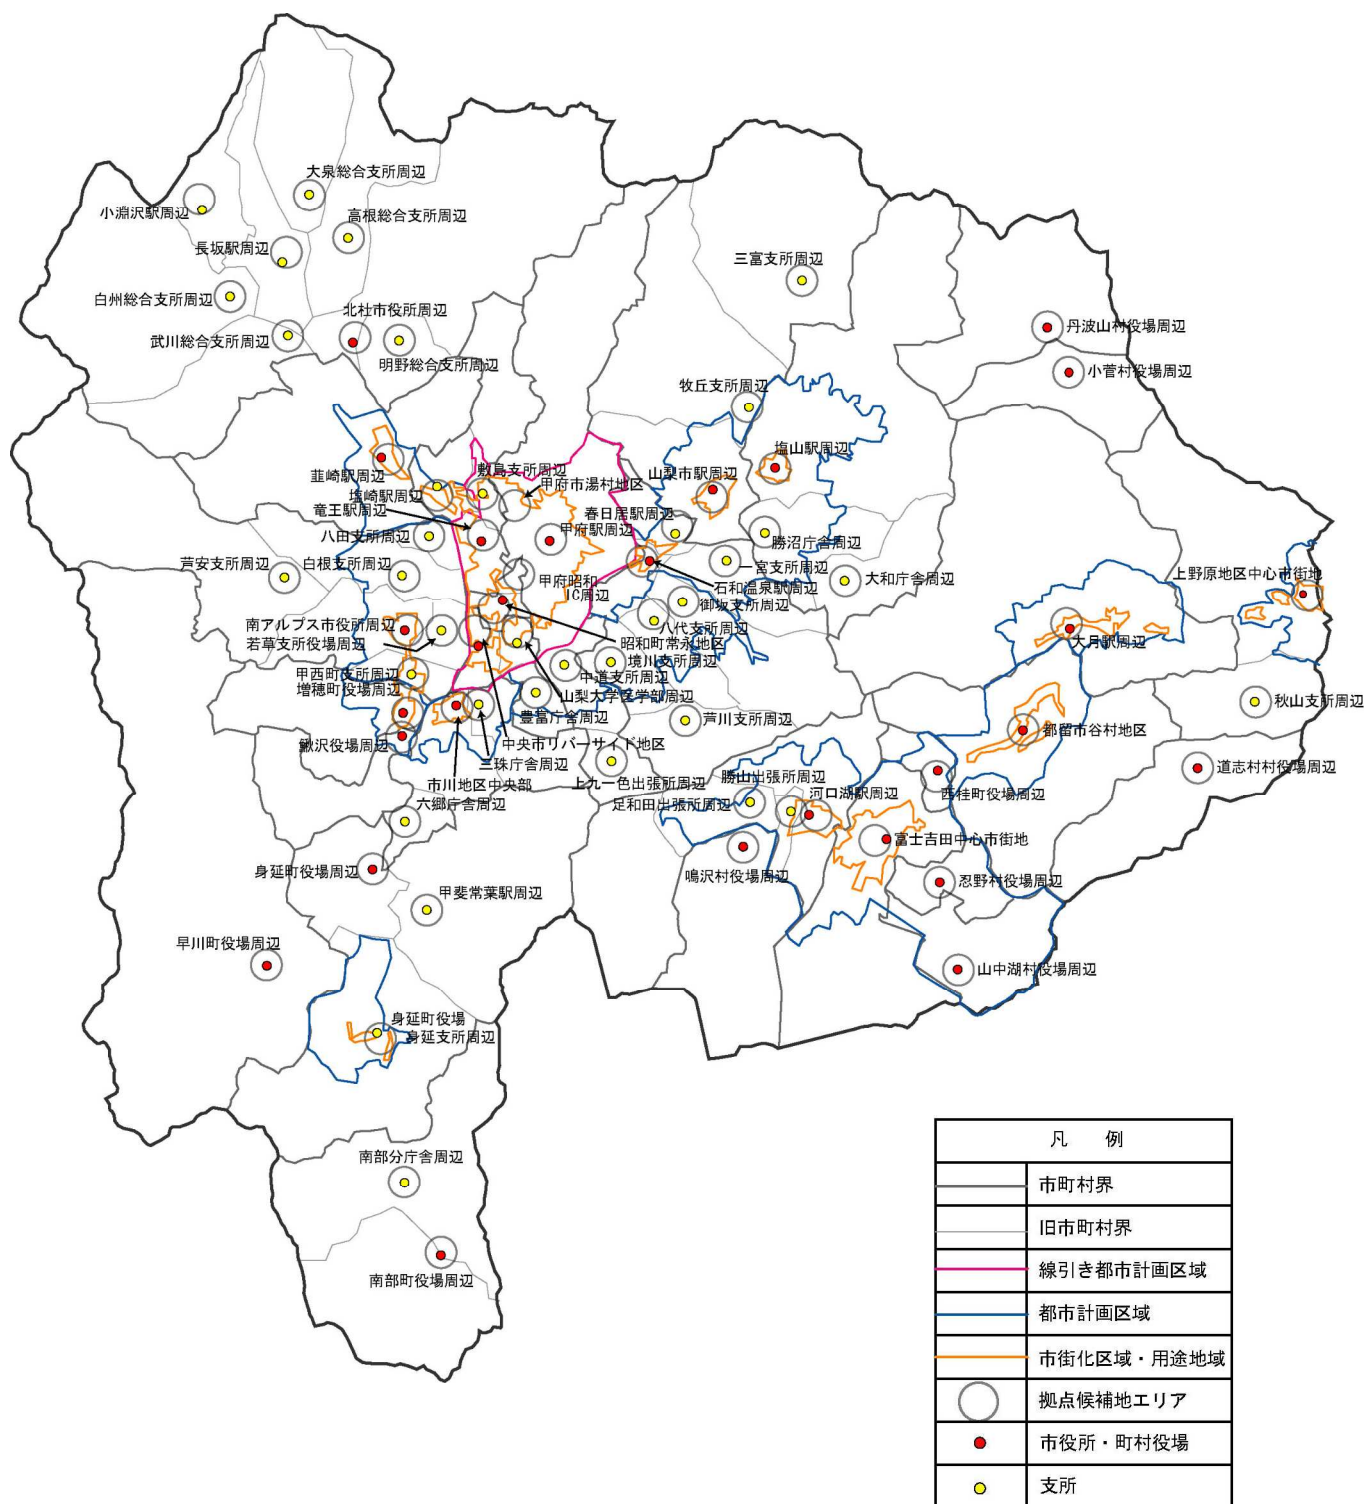 大泉総合支所周辺
小淵沢駅周辺
高根総合支所周辺
長坂駅周辺
三富支所周辺
白州総合支所周辺
北杜市役所周辺
丹波山村役場周辺
武川総合支所周辺
明野総合支所周辺
小菅村役場周辺
牧丘支所周辺
塩山駅周辺
韮崎駅周辺
敷島支所周辺
山梨市駅周辺
甲府市湯村地区
塩崎駅周辺
竜王駅周辺
春日居駅周辺
八田支所周辺
甲府駅周辺
勝沼庁舎周辺
芦安支所周辺
白根支所周辺
一宮支所周辺
大和庁舎周辺
上野原地区中心市街地
甲府昭和
IC周辺
石和温泉駅周辺
御坂支所周辺
南アルプス市役所周辺
八代支所周辺
若草支所役場周辺
昭和町常永地区
大月駅周辺
境川支所周辺
甲西町支所周辺
中道支所周辺
増穂町役場周辺
山梨大学医学部周辺
秋山支所周辺
豊富庁舎周辺
芦川支所周辺
都留市谷村地区
鰍沢役場周辺
中央市リバーサイド地区
三珠庁舎周辺
道志村村役場周辺
市川地区中央部
上九一色出張所周辺
勝山出張所周辺
河口湖駅周辺
西桂町役場周辺
六郷庁舎周辺
足和田出張所周辺
富士吉田中心市街地
身延町役場周辺
鳴沢村役場周辺
忍野村役場周辺
甲斐常葉駅周辺
早川町役場周辺
山中湖村役場周辺
身延町役場
身延支所周辺
南部分庁舎周辺
南部町役場周辺
凡 例
市町村界
旧市町村界
線引き都市計画区域
都市計画区域
市街化区域・用途地域
拠点候補地エリア
市役所・町村役場
支所